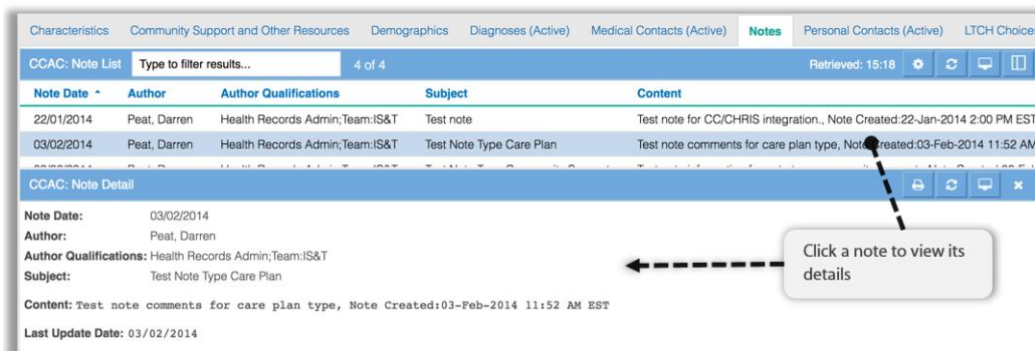 Characteristics Community Support and Other Resources Demographics Diagnoses (Active) Medical Contacts (Active) Notes Personal Contacts (Active) LTCH Choices
CCAC: Note List Type to filter results... 4 of 4 Retrieved: 15:18
Note Date Author Author Qualifications Subject Content
22/01/2014 Peat, Darren Health Records Admin;Team:IS&T Test note Test note for CC/CHRIS integration., Note Created:22-Jan-2014 2:00 PM EST
03/02/2014 Peat, Darren Health Records Admin;Team:IS&T Test Note Type Care Plan Test note comments for care plan type, Note Created:03-Feb-2014 11:52 AM
CCAC: Note Detail
Note Date: 03/02/2014
Author: Peat, Darren
Author Qualifications: Health Records Admin;Team:IS&T
Subject: Test Note Type Care Plan
Content: Test note comments for care plan type, Note Created:03-Feb-2014 11:52 AM EST
Last Update Date: 03/02/2014
Click a note to view its
details